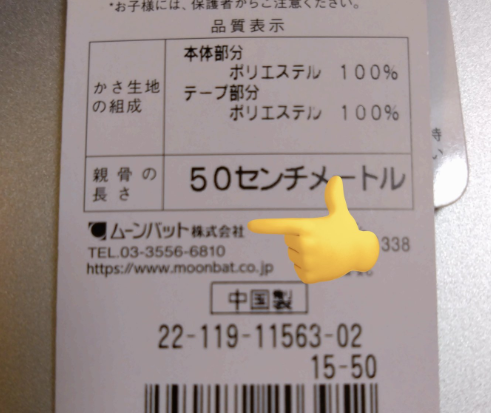 *お子様には、保護者からご注意ください。
品質表示
かさ生地の組成
本体部分
ポリエステル 100%
テープ部分
ポリエステル 100%
親骨の長さ
50センチメートル
ムーンバット株式会社
TEL.03-3556-6810
338
https://www.moonbat.co.jp
中国製
22-119-11563-02
15-50